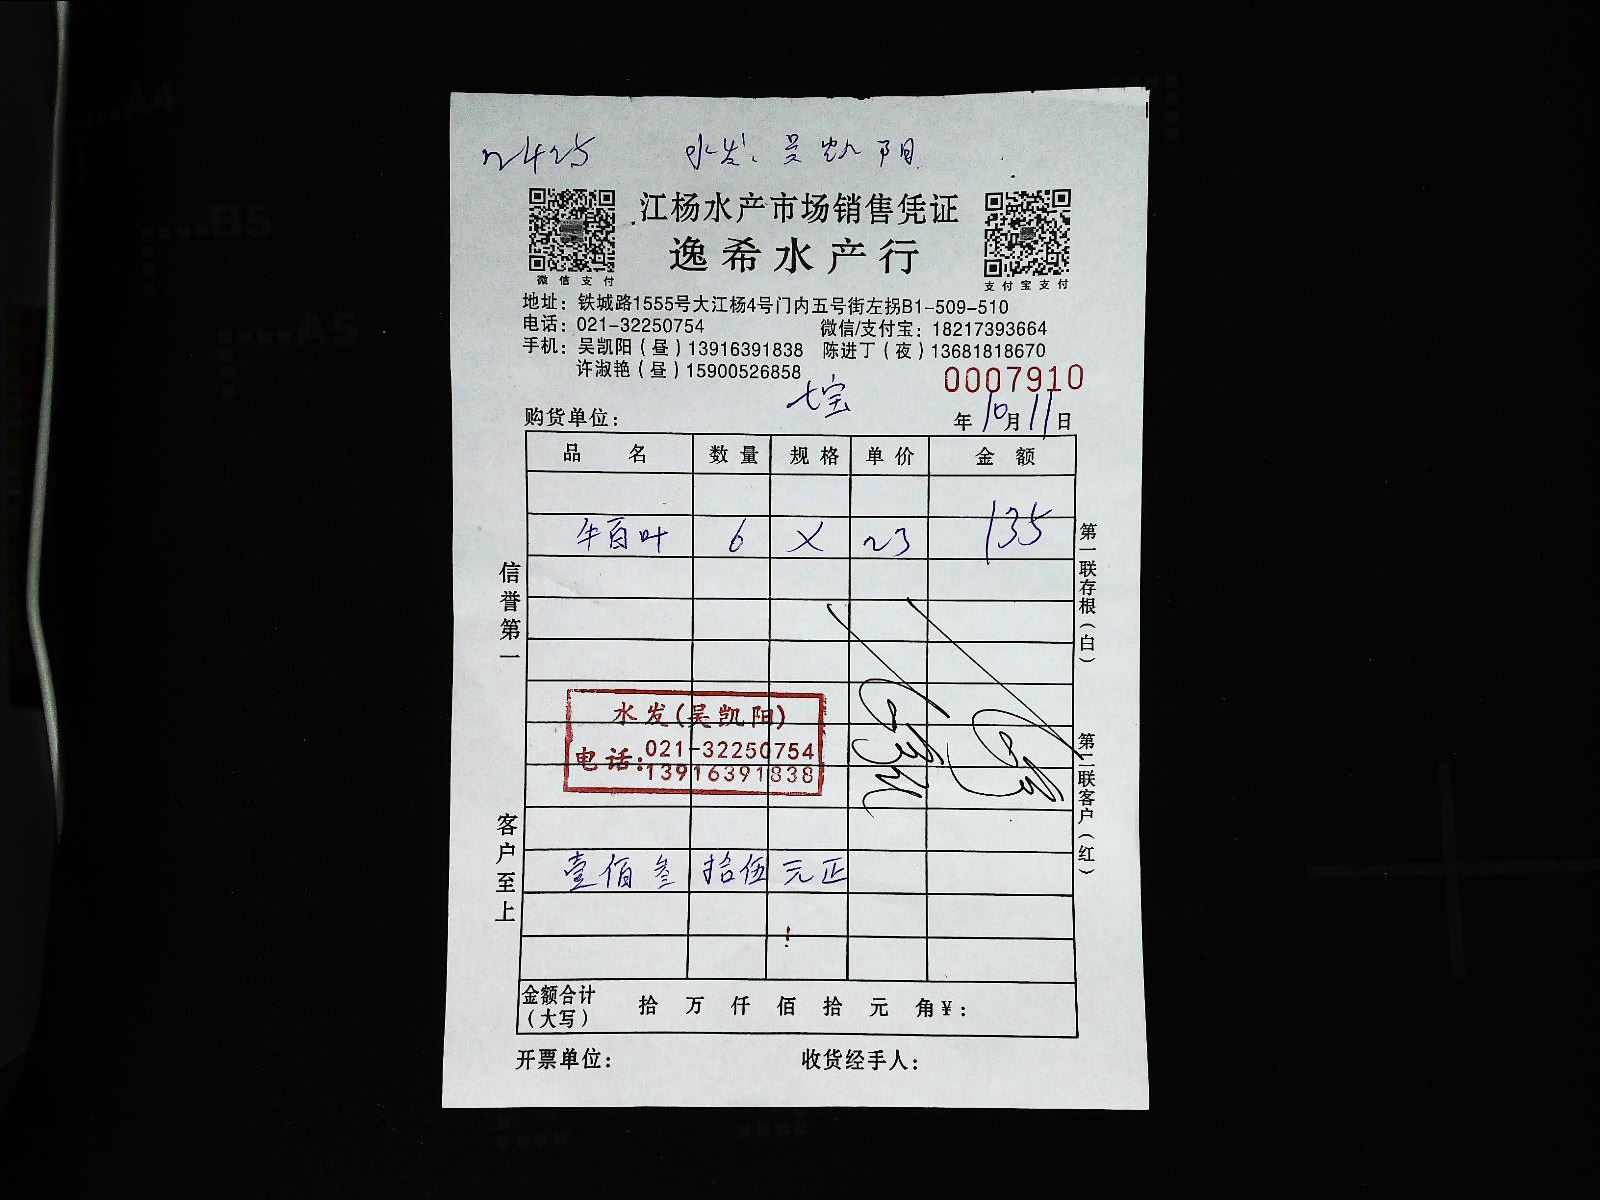 2425 水发. 吴凯阳
江杨水产市场销售凭证
逸希水产行
微信支付
支付宝支付
地址：铁城路1555号大江杨4号门内五号街左拐B1-509-510
电话：021-32250754 微信/支付宝：18217393664
手机：吴凯阳（昼）13916391838 陈进丁（夜）13681818670
许淑艳（昼）15900526858
0007910
购货单位： 七宝 年10月11日
品名 数量 规格 单价 金额
牛百叶 6 X 23 135
信誉第一
客户至上
水发(吴凯阳)
电话:021-32250754
13916391838
壹佰叁拾伍元正
金额合计（大写） 拾 万 仟 佰 拾 元 角¥：
开票单位： 收货经手人：
第一联存根（白）
第二联客户（红）